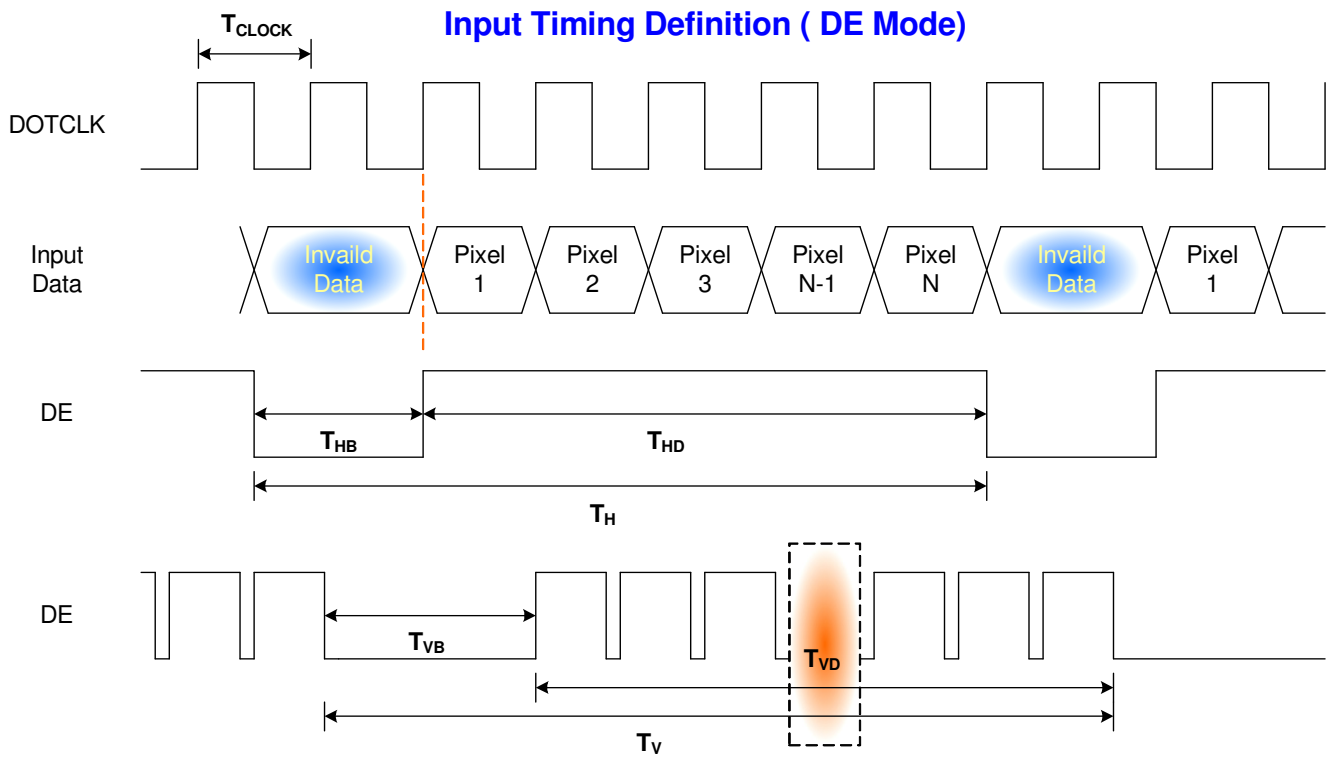 Input Timing Definition ( DE Mode)
TCLOCK
DOTCLK
Input
Data
Invaild
Data
Pixel
1
Pixel
2
Pixel
3
Pixel
N-1
Pixel
N
Invaild
Data
Pixel
1
DE
THB
THD
TH
DE
TVB
TVD
TV